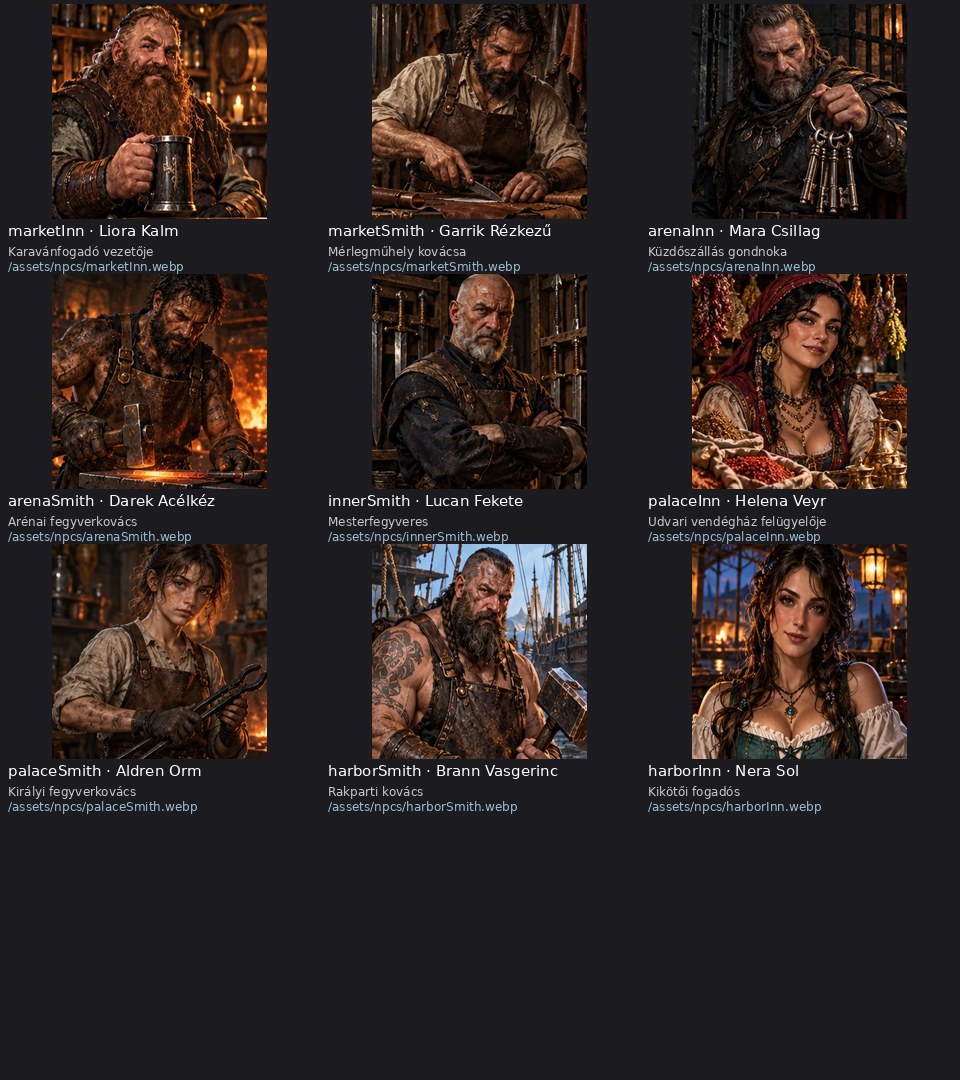 marketInn · Liora Kalm
Karavánfogadó vezetője
/assets/npcs/marketInn.webp
marketSmith · Garrik Rézkezű
Mérlegműhely kovácsa
/assets/npcs/marketSmith.webp
arenaInn · Mara Csillag
Küzdőszállás gondnoka
/assets/npcs/arenaInn.webp
arenaSmith · Darek Acélkéz
Arénai fegyverkovács
/assets/npcs/arenaSmith.webp
innerSmith · Lucan Fekete
Mesterfegyveres
/assets/npcs/innerSmith.webp
palaceInn · Helena Veyr
Udvari vendégház felügyelője
/assets/npcs/palaceInn.webp
palaceSmith · Aldren Orm
Királyi fegyverkovács
/assets/npcs/palaceSmith.webp
harborSmith · Brann Vasgerinc
Rakparti kovács
/assets/npcs/harborSmith.webp
harborInn · Nera Sol
Kikötői fogadós
/assets/npcs/harborInn.webp